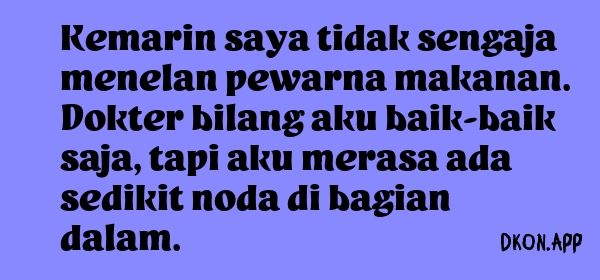 Kemarin saya tidak sengaja
menelan pewarna makanan.
Dokter bilang aku baik-baik
saja, tapi aku merasa ada
sedikit noda di bagian
dalam.
DKON.APP